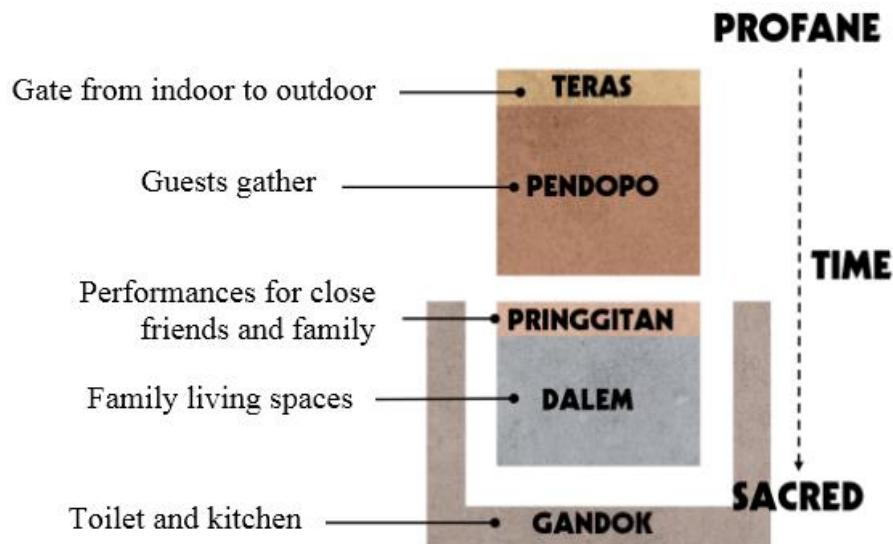 PROFANE
TERAS
Gate from indoor to outdoor
Guests gather
PENDOPO
TIME
Performances for close
friends and family
PRINGGITAN
Family living spaces
DALEM
SACRED
Toilet and kitchen
GANDOK